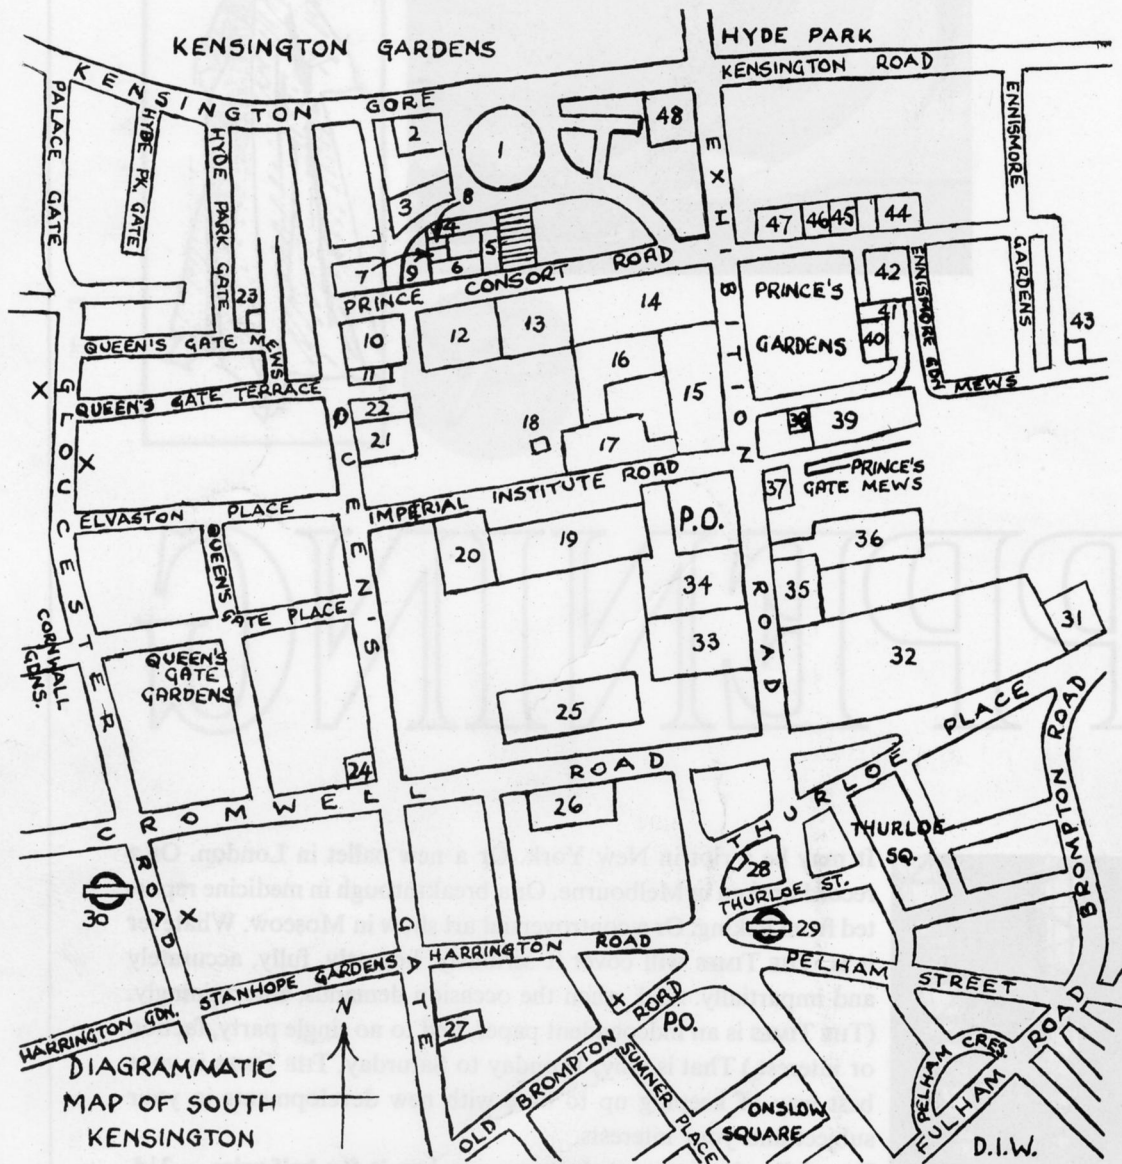 KENSINGTON GARDENS
HYDE PARK
KENSINGTON ROAD
KENSINGTON GORE
PALACE GATE
HYDE PK. GATE
HYDE PARK GATE
ENNISMORE
GARDENS
EXHIBITION ROAD
1
2
48
3
8
4
5
7
9
6
47
46
45
44
PRINCE CONSORT ROAD
42
ENNISMORE GDN MEWS
41
40
43
PRINCE'S
GARDENS
23
QUEEN'S GATE MEWS
10
11
12
13
14
15
16
17
18
X
QUEEN'S GATE TERRACE
22
21
38
39
GLOUCESTER
X
QUEENS
IMPERIAL INSTITUTE ROAD
PRINCE'S
GATE MEWS
37
ELVASTON PLACE
P.O.
20
19
36
QUEENS
GATE PLACE
34
35
33
32
31
CORNWALL
GDNS.
QUEEN'S
GATE
GARDENS
25
24
CROMWELL ROAD
26
THURLOE PLACE
BROMPTON ROAD
THURLOE
SQ.
28
THURLOE ST.
29
30
ROAD
X
GATE
HARRINGTON GDN.
STANHOPE GARDENS
HARRINGTON ROAD
PELHAM STREET
27
N
OLD BROMPTON ROAD
P.O.
SUMNER PLACE
ONSLOW
SQUARE
PELHAM CRES.
FULHAM ROAD
DIAGRAMMATIC
MAP OF SOUTH
KENSINGTON
D.I.W.